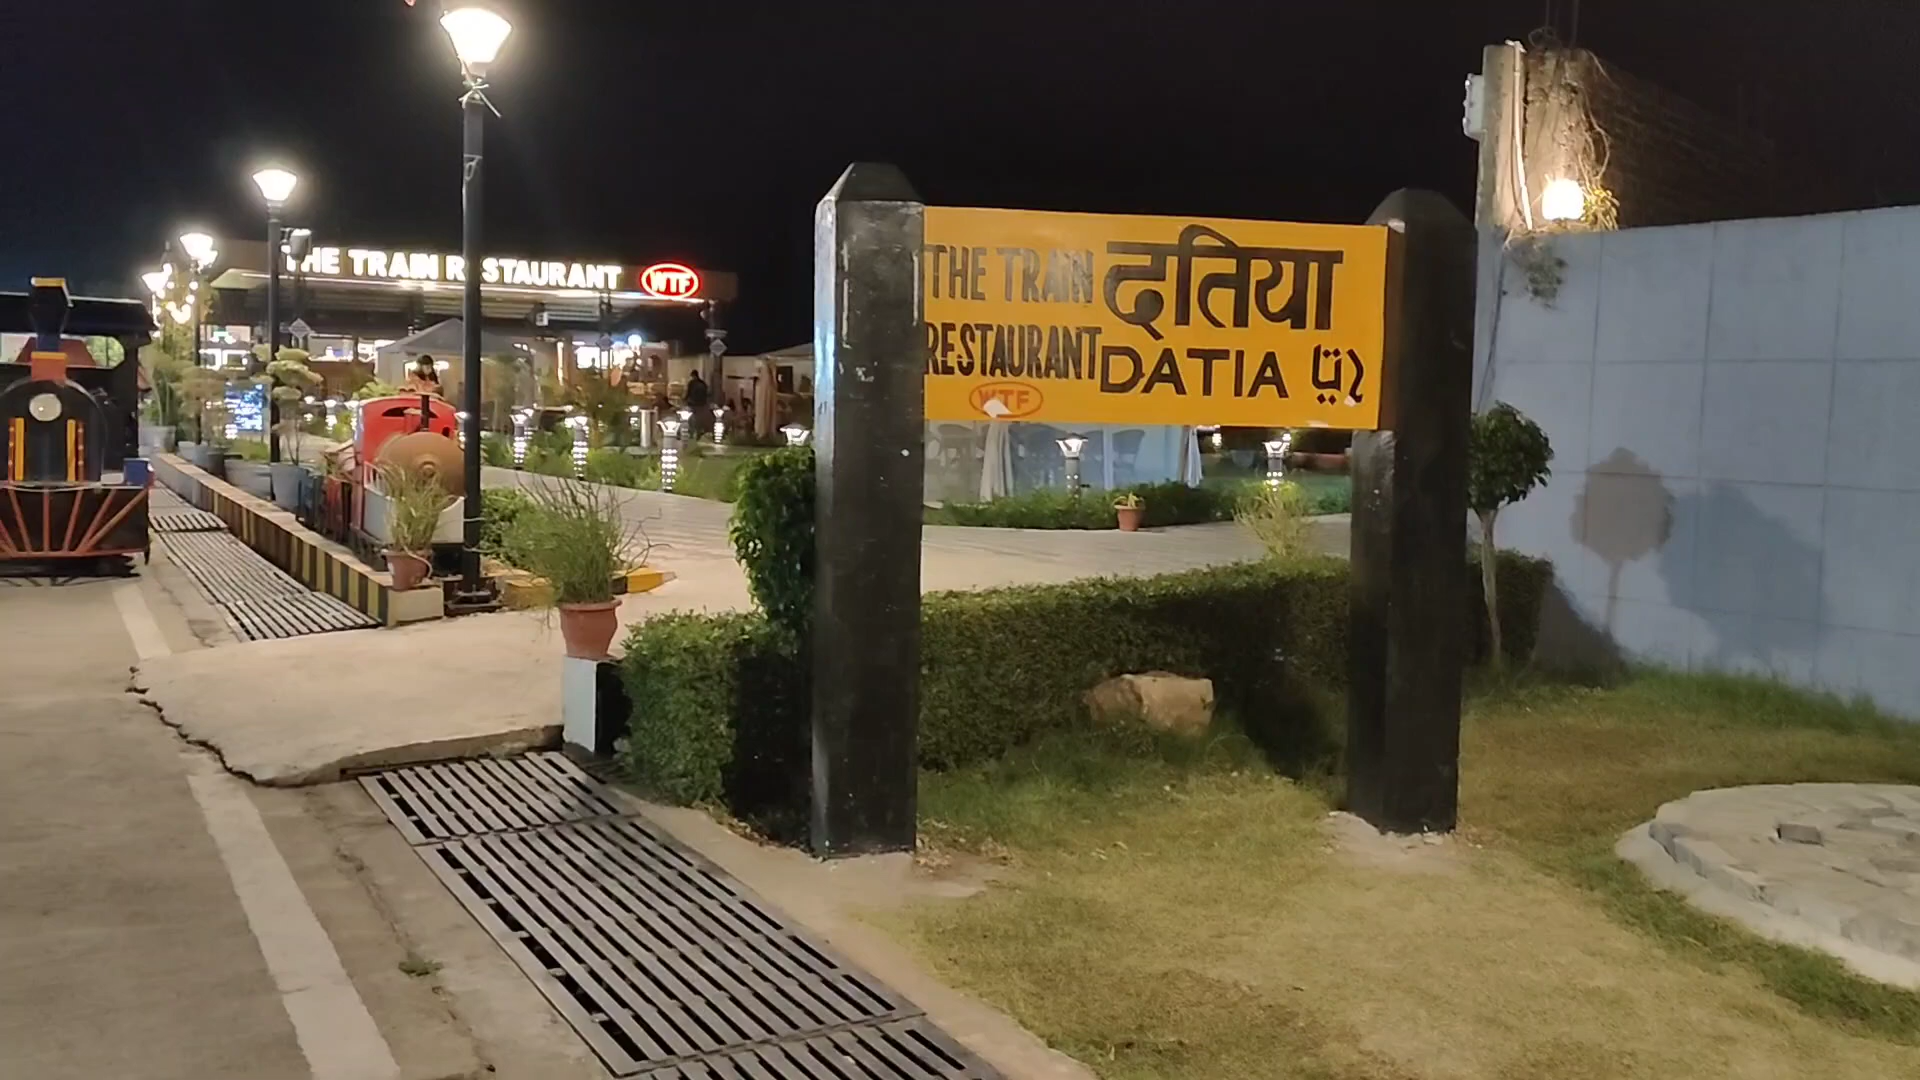 THE TRAIN RESTAURANT WTF
THE TRAIN दतिया
RESTAURANT DATIA
WTF